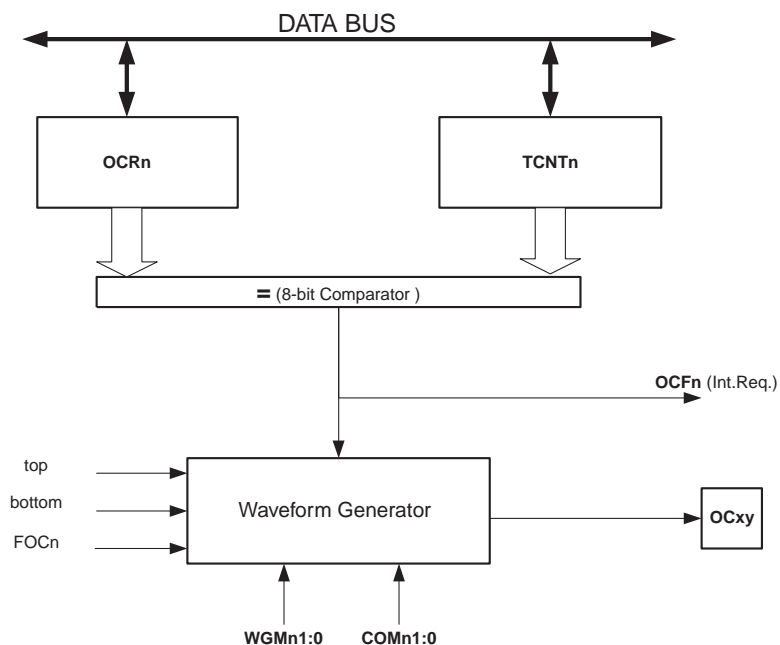 DATA BUS
OCRn
TCNTn
= (8-bit Comparator )
OCFn (Int.Req.)
top
bottom
FOCn
Waveform Generator
OCxy
WGMn1:0
COMn1:0